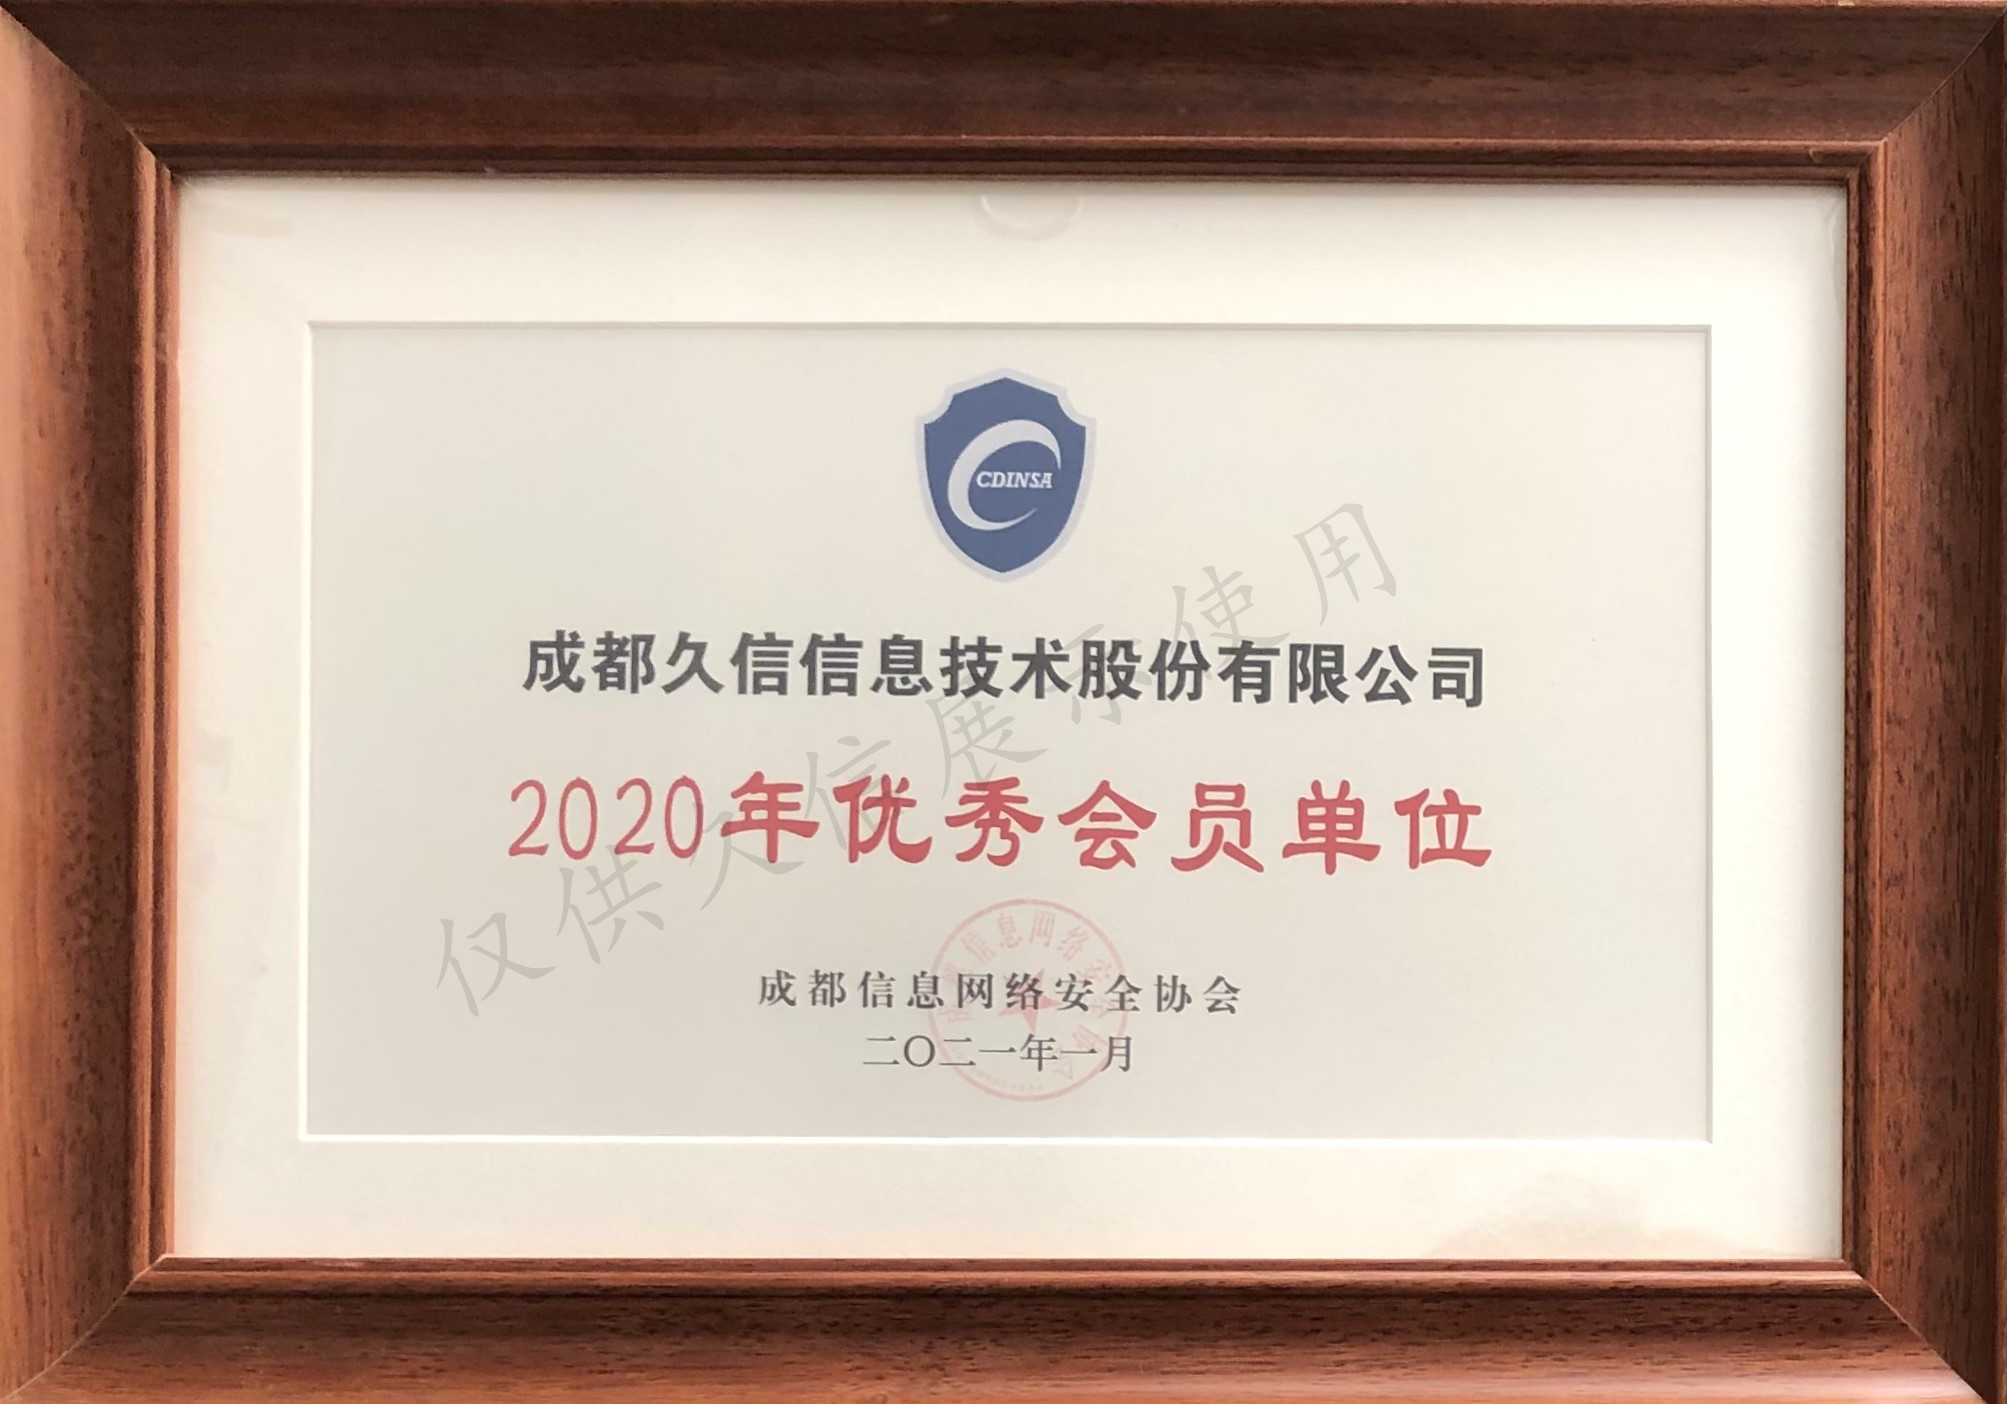 CDINSA
成都久信信息技术股份有限公司
2020年优秀会员单位
成都信息网络安全协会
二〇二一年一月
仅供久信展示使用